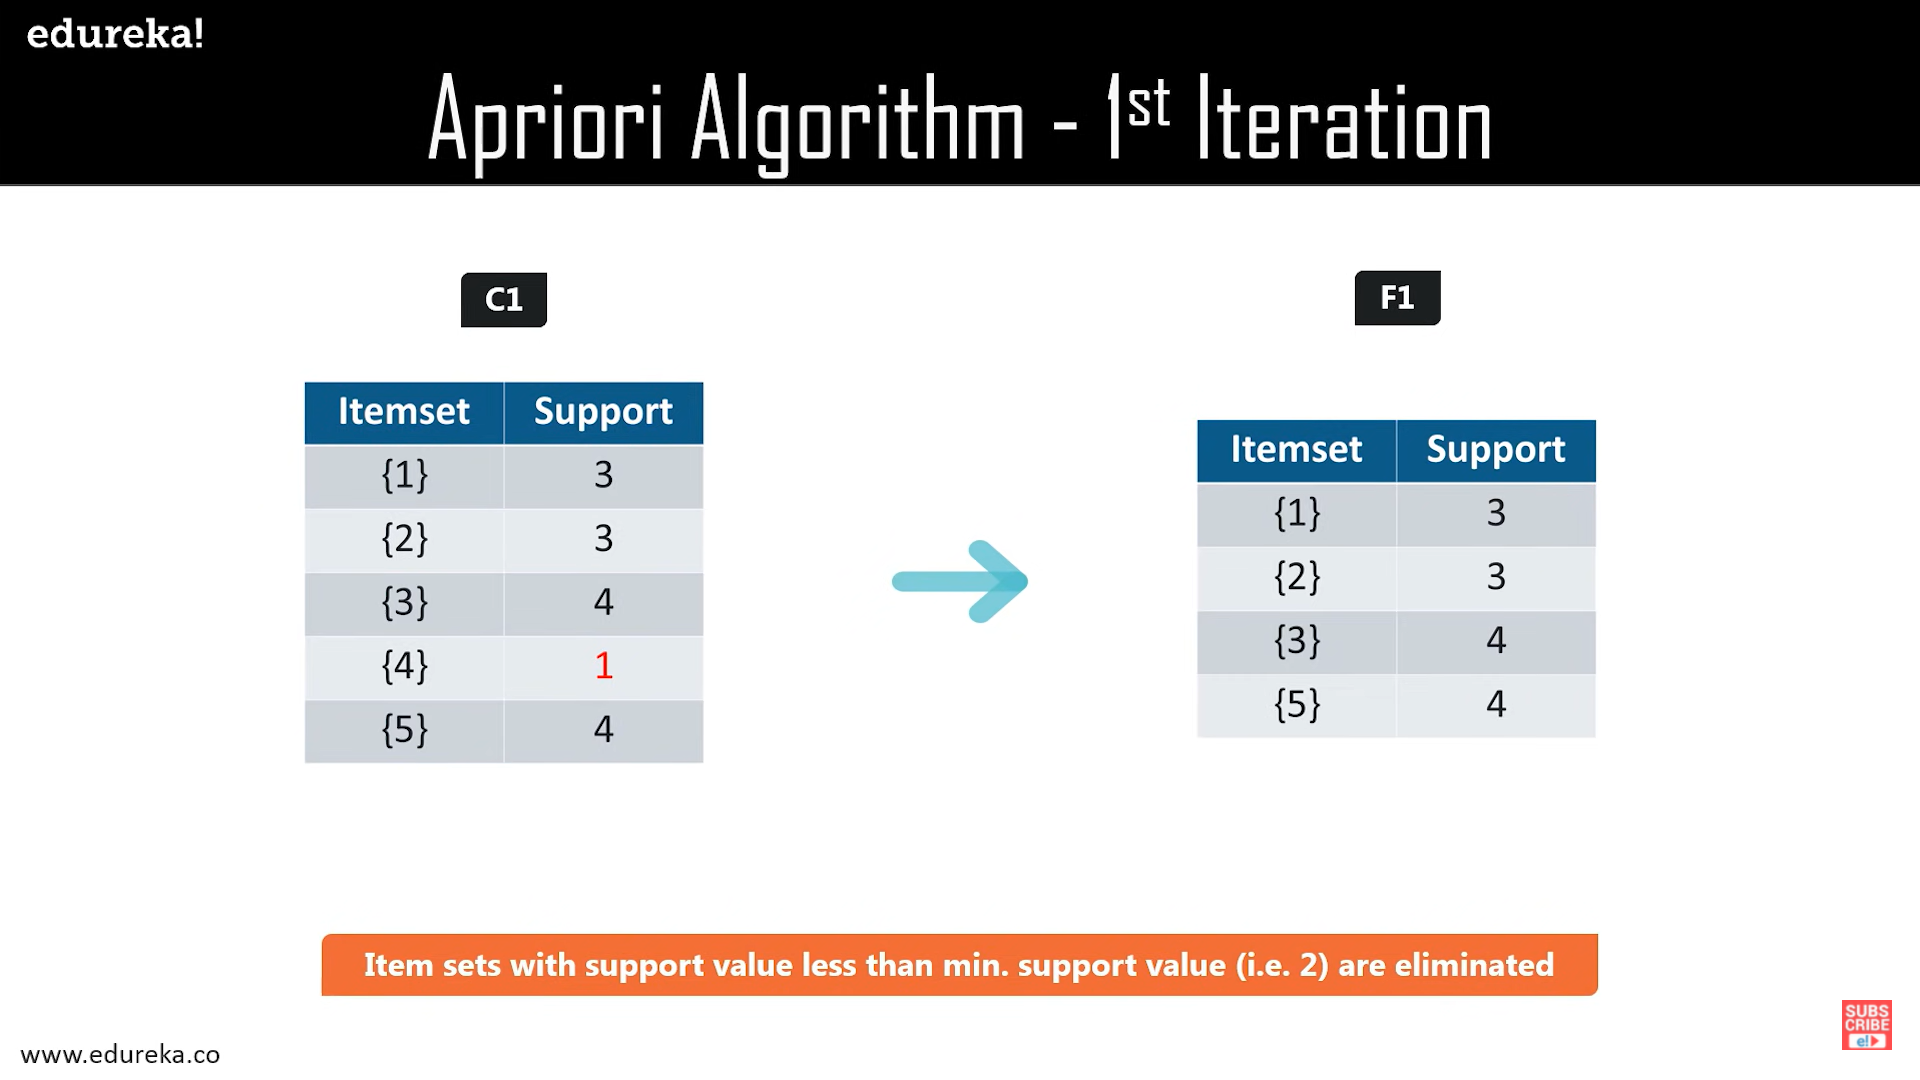 edureka!
Apriori Algorithm - 1st Iteration
C1
Itemset Support
{1} 3
{2} 3
{3} 4
{4} 1
{5} 4
F1
Itemset Support
{1} 3
{2} 3
{3} 4
{5} 4
Item sets with support value less than min. support value (i.e. 2) are eliminated
www.edureka.co
SUBS
CRIBE
e!